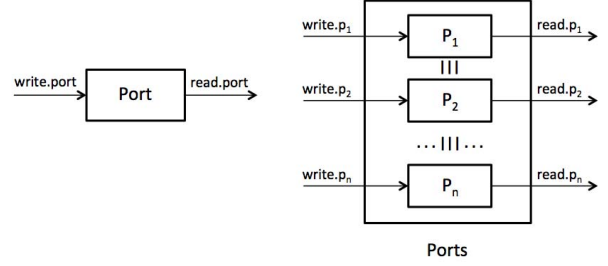 write.port
Port
read.port
write.p₁
P₁
read.p₁
|||
write.p₂
P₂
read.p₂
...|||...
write.pₙ
Pₙ
read.pₙ
Ports